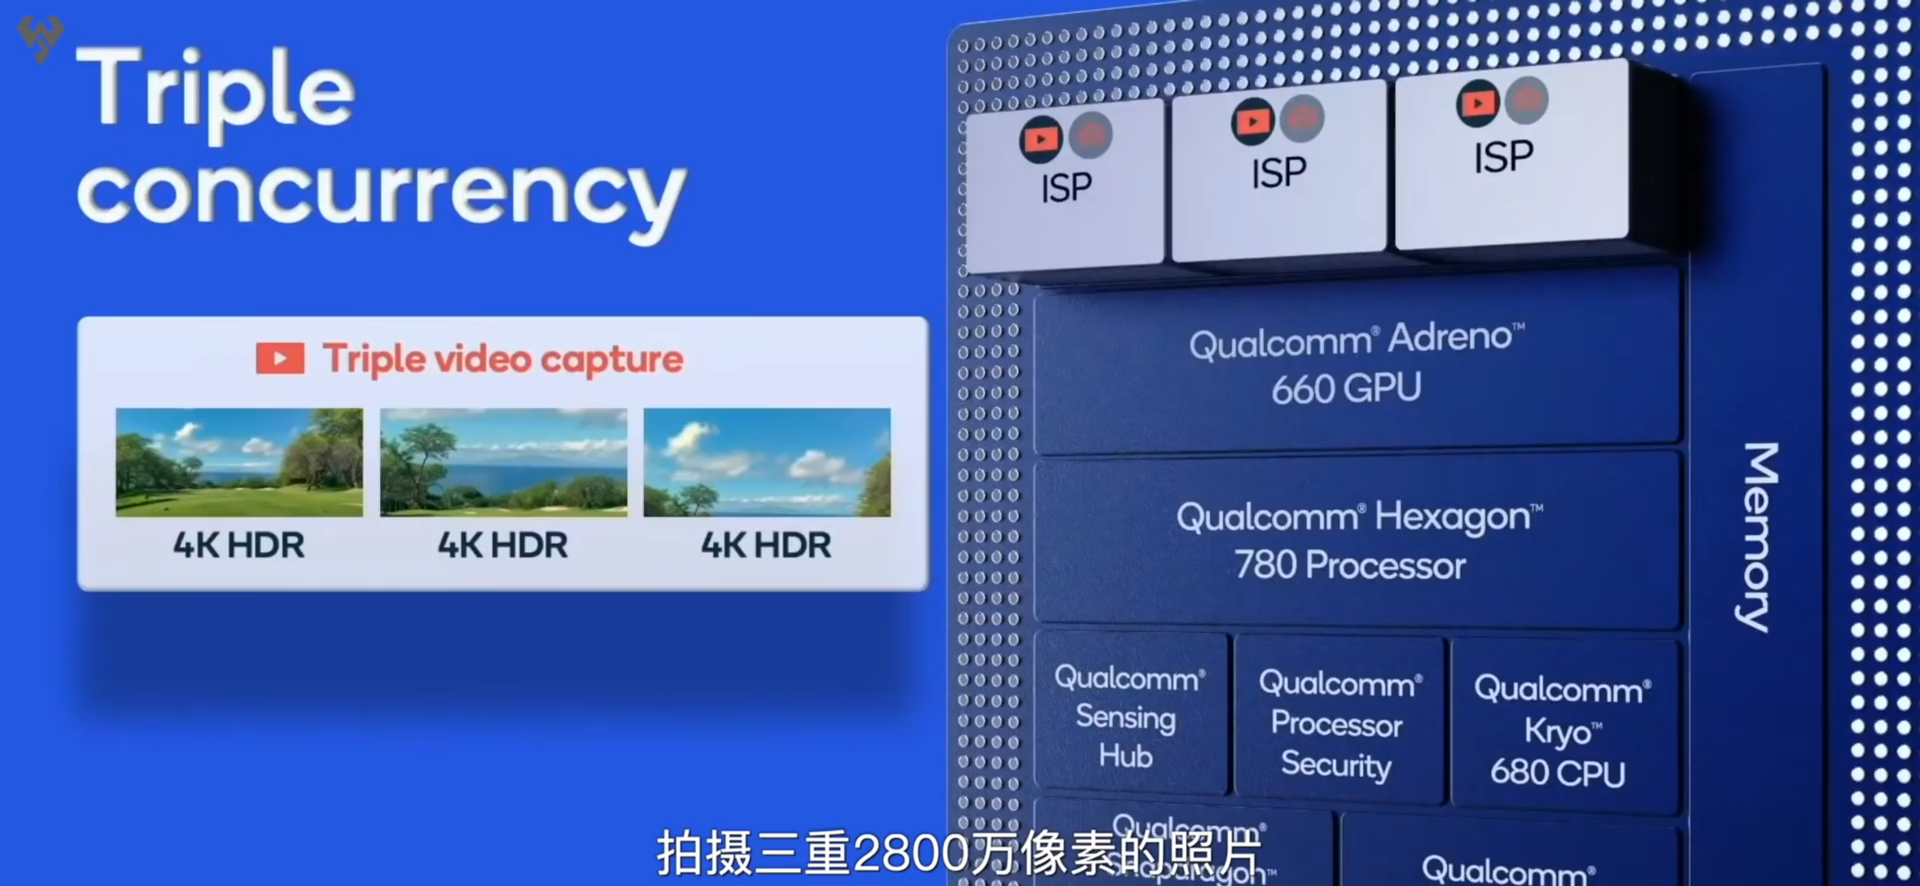 Triple
concurrency
Triple video capture
4K HDR
4K HDR
4K HDR
ISP
ISP
ISP
Qualcomm® Adreno™
660 GPU
Qualcomm® Hexagon™
780 Processor
Memory
Qualcomm®
Sensing
Hub
Qualcomm®
Processor
Security
Qualcomm®
Kryo™
680 CPU
Qualcomm®
Snapdragon™
Qualcomm®
拍摄三重2800万像素的照片